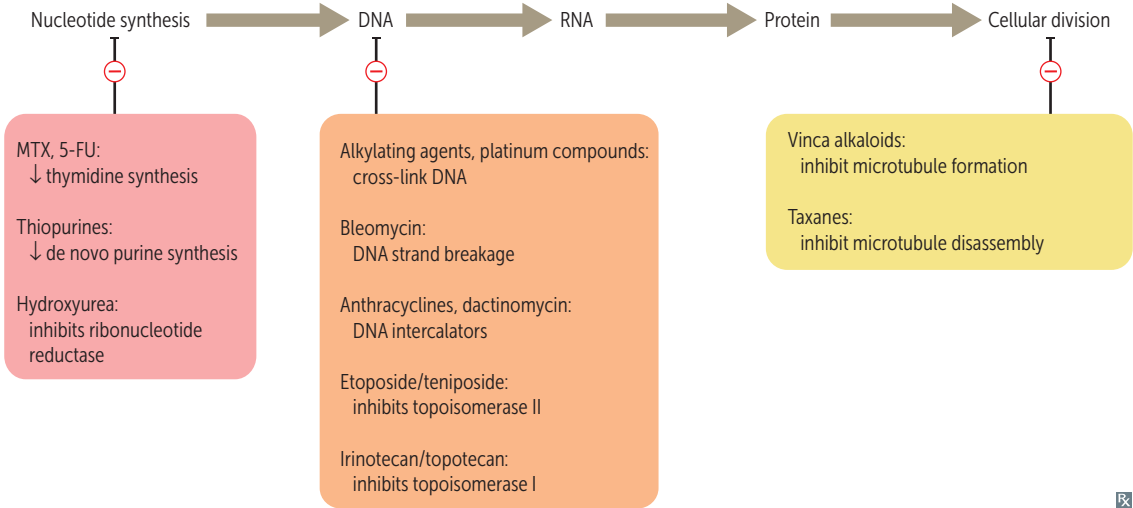 Nucleotide synthesis
DNA
RNA
Protein
Cellular division
MTX, 5-FU:
↓ thymidine synthesis
Thiopurines:
↓ de novo purine synthesis
Hydroxyurea:
inhibits ribonucleotide
reductase
Alkylating agents, platinum compounds:
cross-link DNA
Bleomycin:
DNA strand breakage
Anthracyclines, dactinomycin:
DNA intercalators
Etoposide/teniposide:
inhibits topoisomerase II
Irinotecan/topotecan:
inhibits topoisomerase I
Vinca alkaloids:
inhibit microtubule formation
Taxanes:
inhibit microtubule disassembly
℞